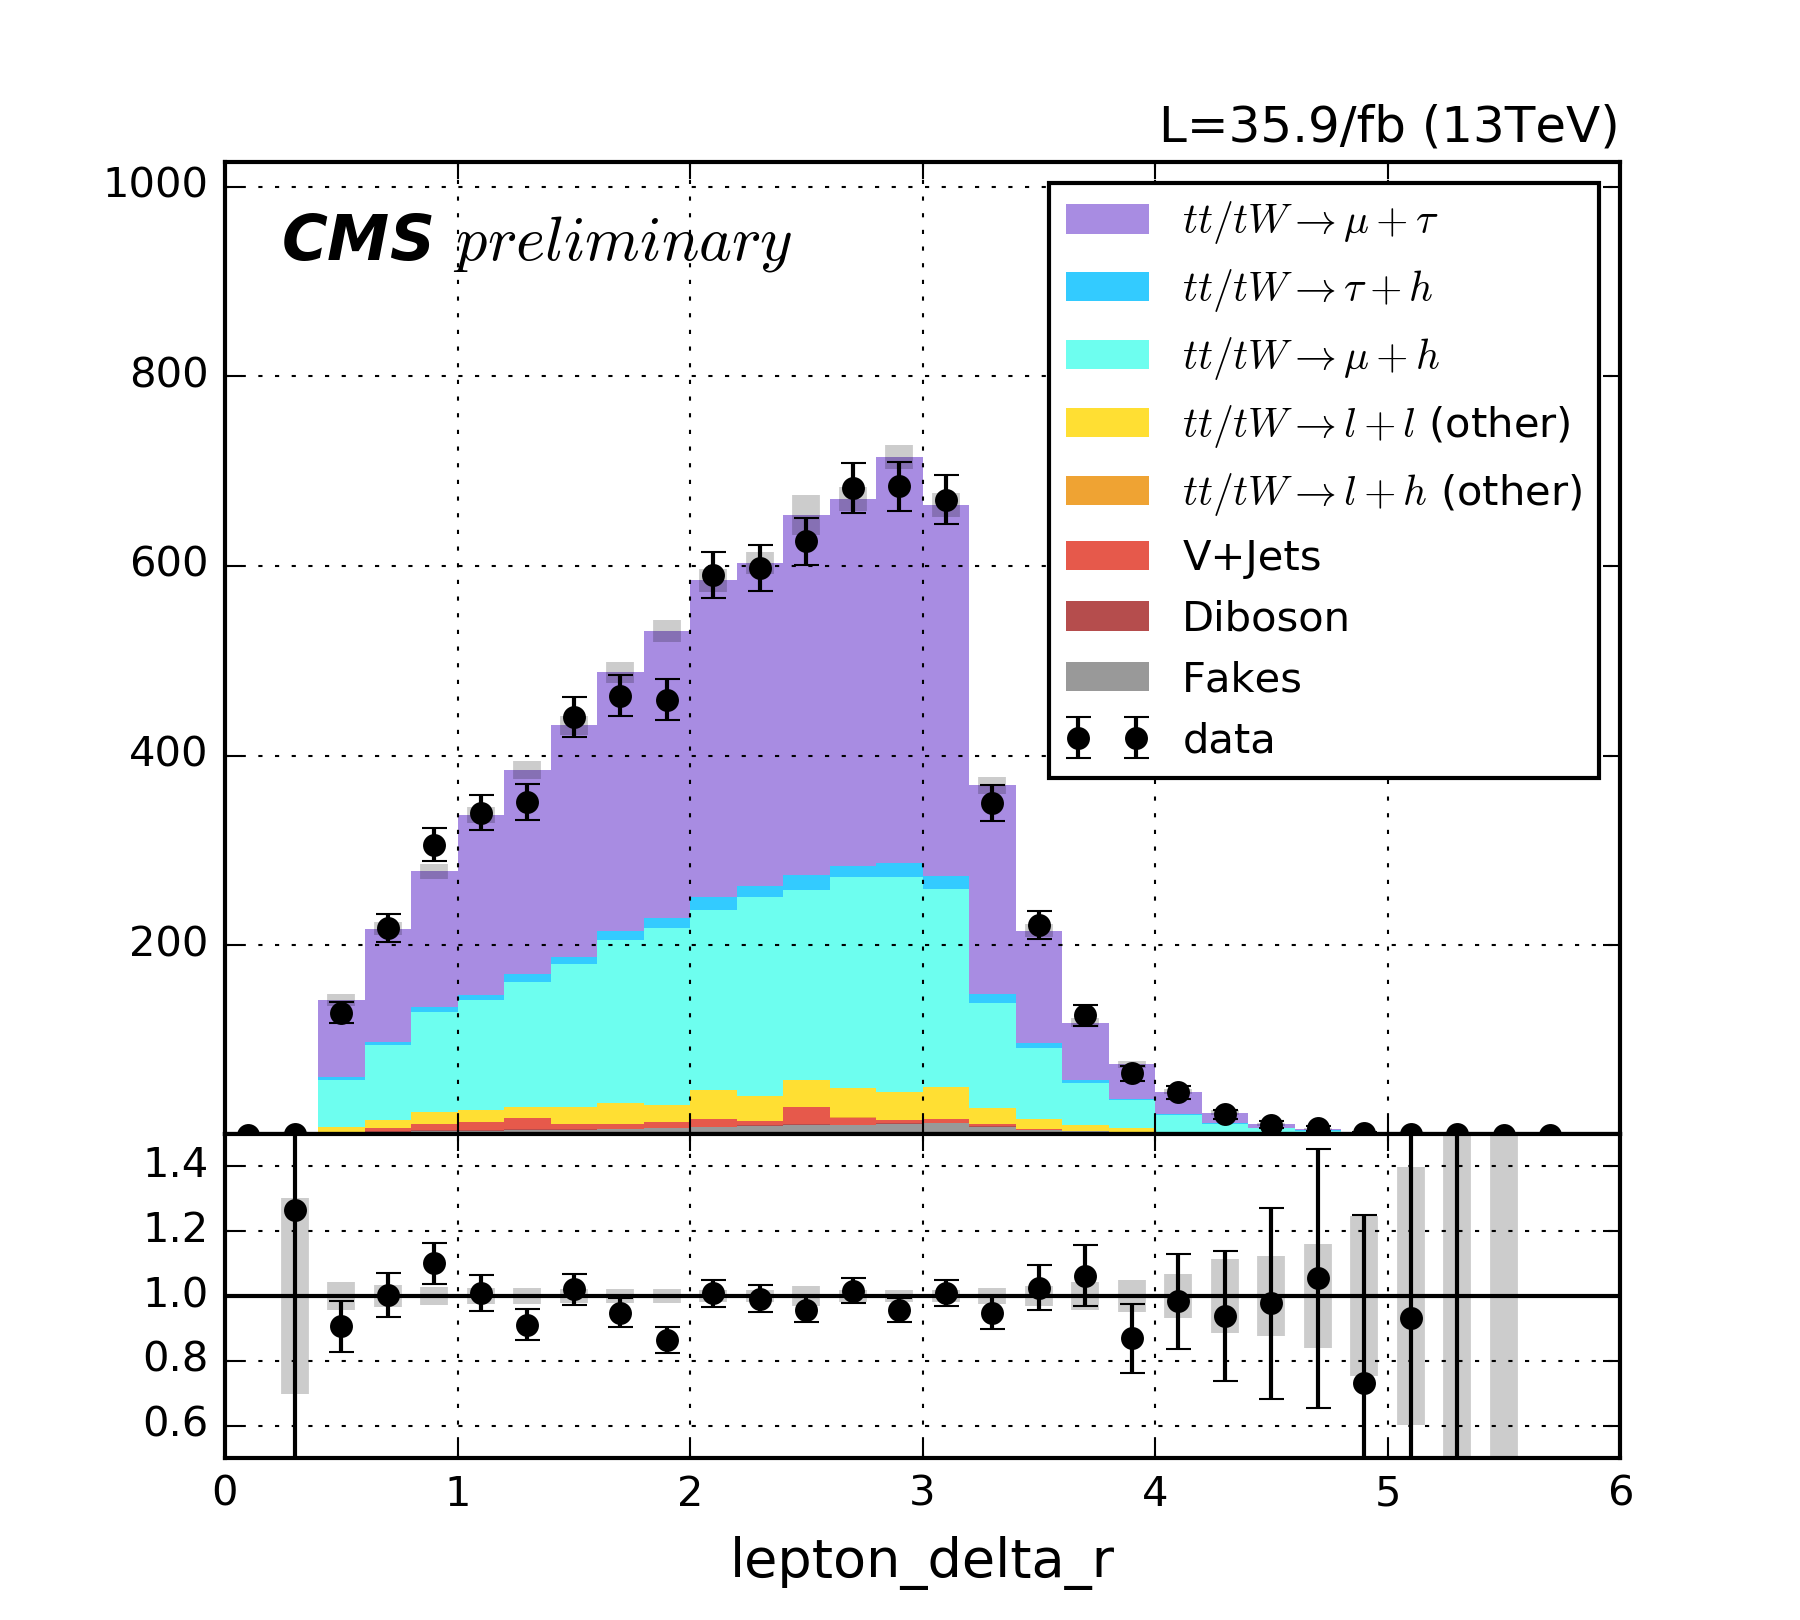 L=35.9/fb (13TeV)
CMS preliminary
1000
800
600
400
200
tt/tW→μ+τ
tt/tW→τ+h
tt/tW→μ+h
tt/tW→l+l (other)
tt/tW→l+h (other)
V+Jets
Diboson
Fakes
data
1.4
1.2
1.0
0.8
0.6
0 1 2 3 4 5 6
lepton_delta_r